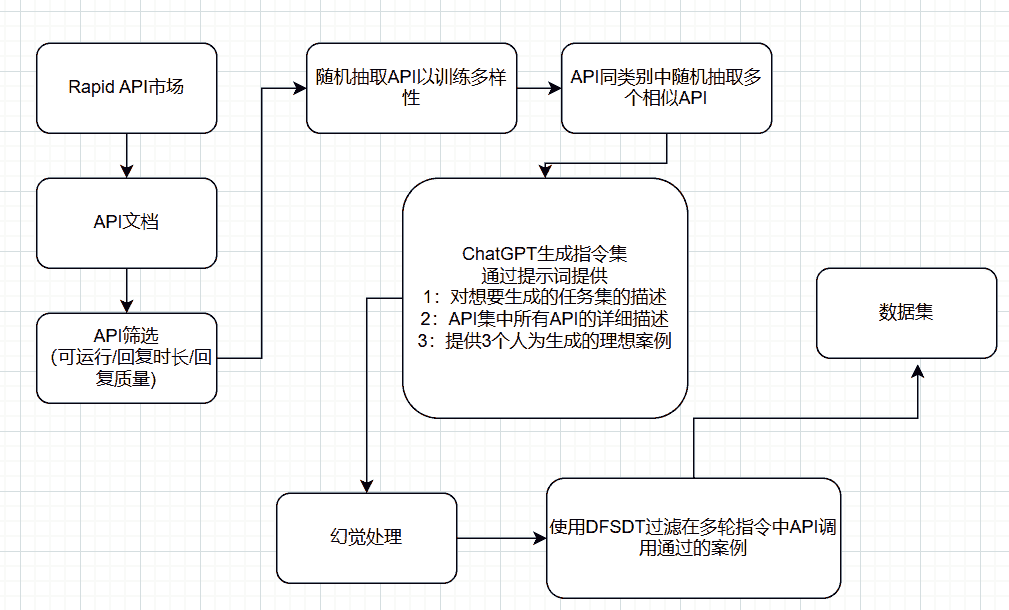 Rapid API市场
随机抽取API以训练多样
性
API同类别中随机抽取多
个相似API
API文档
ChatGPT生成指令集
通过提示词提供
1：对想要生成的任务集的描述
2：API集中所有API的详细描述
3：提供3个人为生成的理想案例
数据集
API筛选
(可运行/回复时长/回
复质量)
幻觉处理
使用DFSDT过滤在多轮指令中API调
用通过的案例